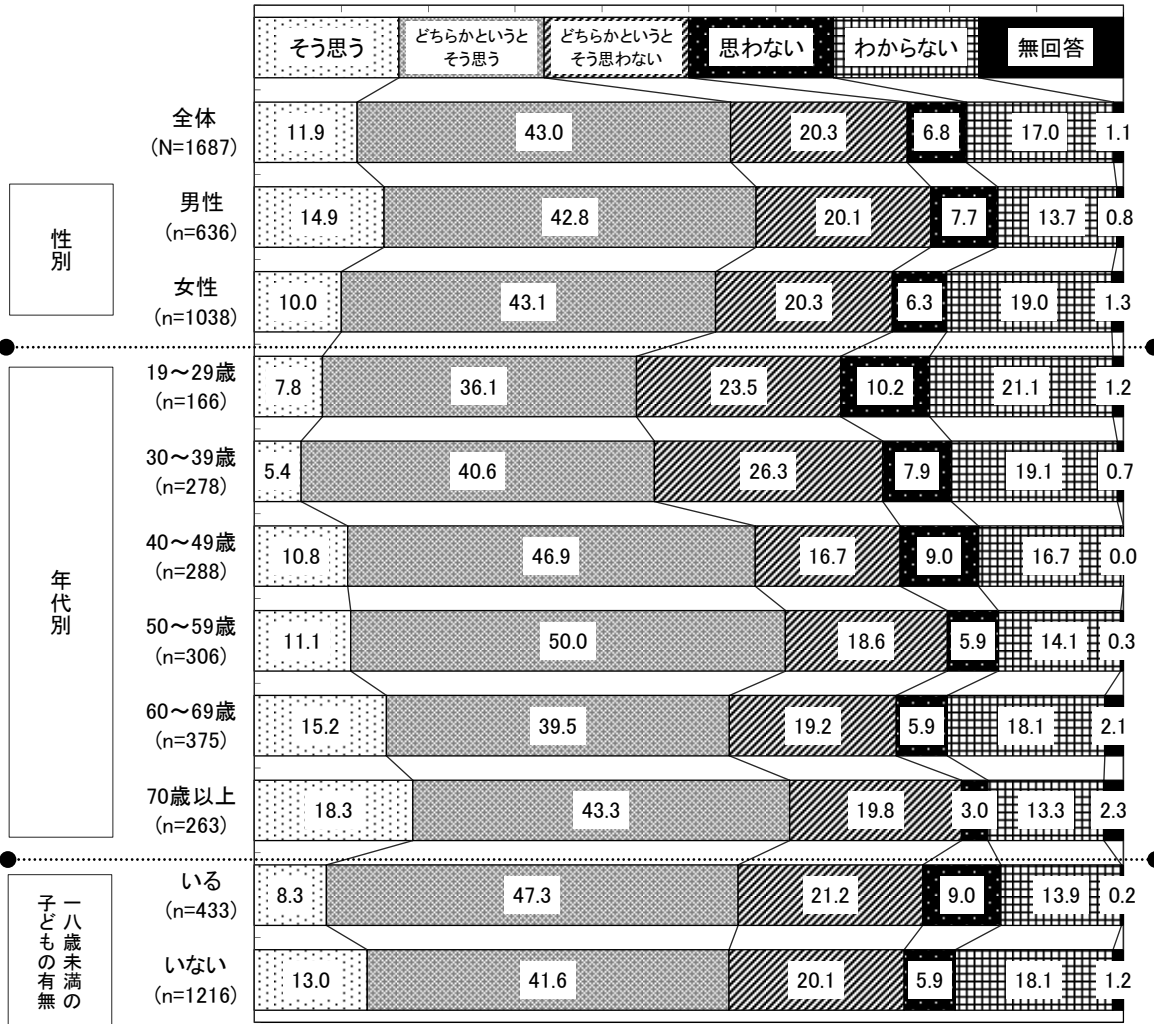 そう思う
どちらかというと
そう思う
どちらかというと
そう思わない
思わない
わからない
無回答
全体
(N=1687)
11.9 43.0 20.3 6.8 17.0 1.1
性別
男性
(n=636)
14.9 42.8 20.1 7.7 13.7 0.8
女性
(n=1038)
10.0 43.1 20.3 6.3 19.0 1.3
年代別
19～29歳
(n=166)
7.8 36.1 23.5 10.2 21.1 1.2
30～39歳
(n=278)
5.4 40.6 26.3 7.9 19.1 0.7
40～49歳
(n=288)
10.8 46.9 16.7 9.0 16.7 0.0
50～59歳
(n=306)
11.1 50.0 18.6 5.9 14.1 0.3
60～69歳
(n=375)
15.2 39.5 19.2 5.9 18.1 2.1
70歳以上
(n=263)
18.3 43.3 19.8 3.0 13.3 2.3
一八歳未満の
子どもの有無
いる
(n=433)
8.3 47.3 21.2 9.0 13.9 0.2
いない
(n=1216)
13.0 41.6 20.1 5.9 18.1 1.2